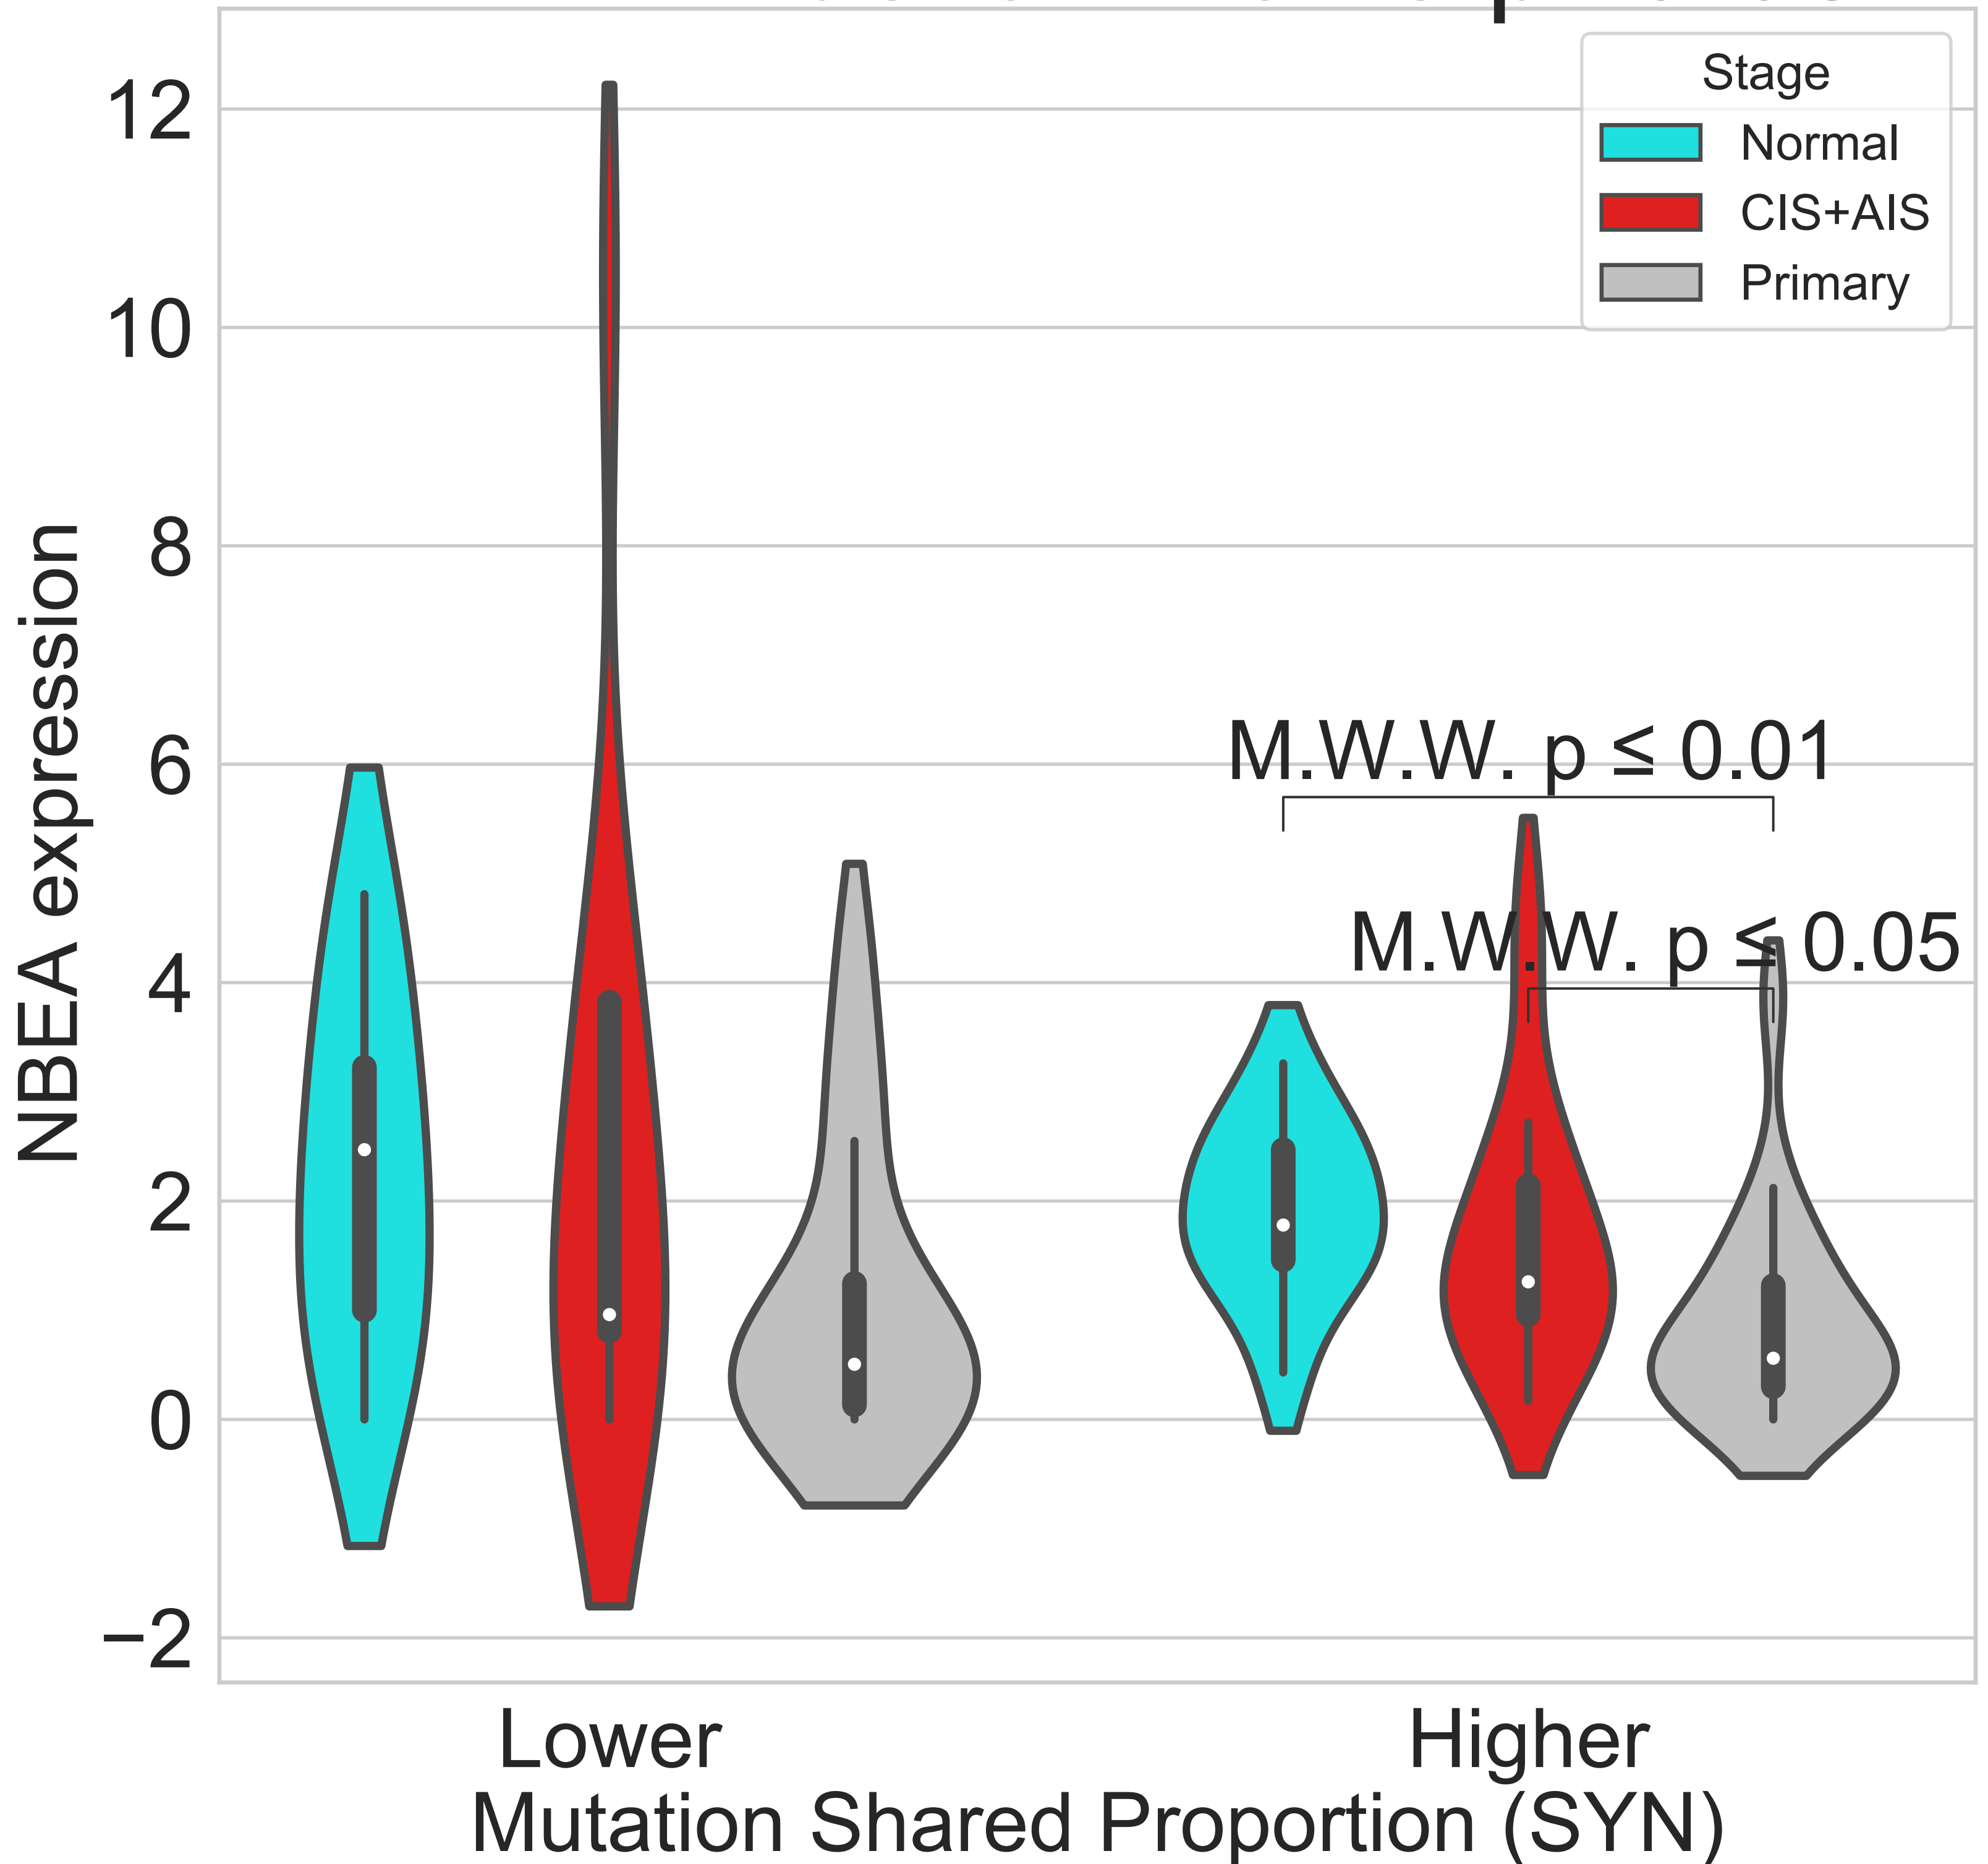 12
10
8
6
4
2
0
−2
NBEA expression
Stage
Normal
CIS+AIS
Primary
M.W.W. p ≤ 0.01
M.W.W. p ≤ 0.05
Lower
Higher
Mutation Shared Proportion (SYN)